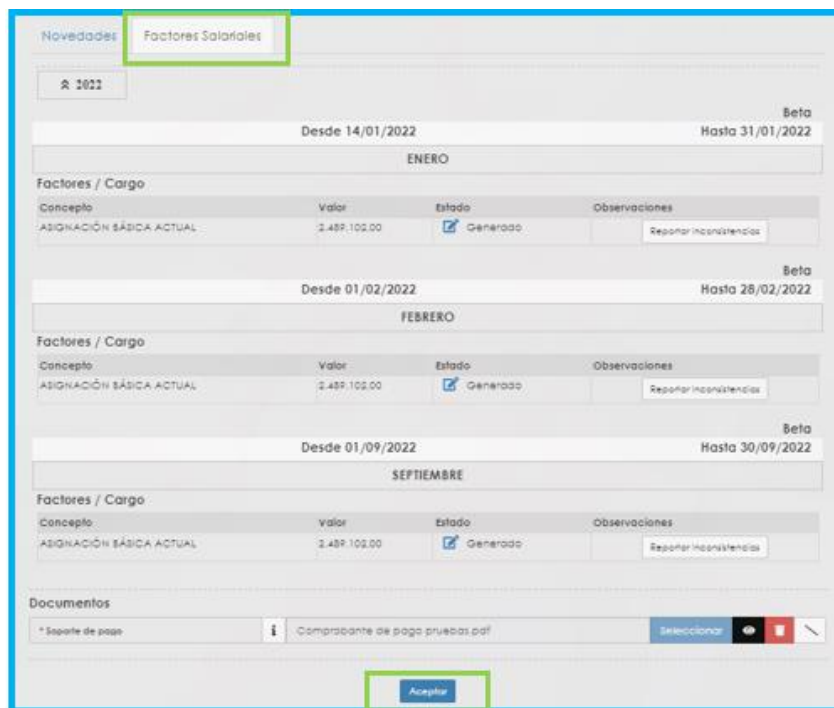 Novedades Factores Salariales
2022
Beta
Desde 14/01/2022 Hasta 31/01/2022
ENERO
Factores / Cargo
Concepto Valor Estado Observaciones
ASIGNACIÓN BÁSICA ACTUAL 2.489.102.00 Generado Reportar inconsistencias
Beta
Desde 01/02/2022 Hasta 28/02/2022
FEBRERO
Factores / Cargo
Concepto Valor Estado Observaciones
ASIGNACIÓN BÁSICA ACTUAL 2.489.102.00 Generado Reportar inconsistencias
Beta
Desde 01/09/2022 Hasta 30/09/2022
SEPTIEMBRE
Factores / Cargo
Concepto Valor Estado Observaciones
ASIGNACIÓN BÁSICA ACTUAL 2.489.102.00 Generado Reportar inconsistencias
Documentos
* Soporte de pago i Comprobante de pago pruebas.pdf Seleccionar
Aceptar